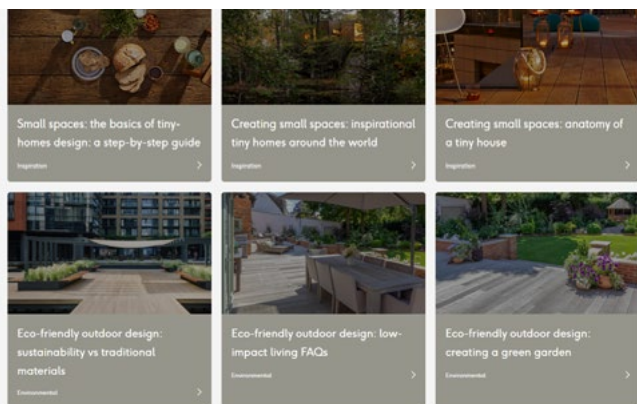 Small spaces: the basics of tiny-
homes design: a step-by-step guide
Inspiration
Creating small spaces: inspirational
tiny homes around the world
Inspiration
Creating small spaces: anatomy of
a tiny house
Inspiration
Eco-friendly outdoor design:
sustainability vs traditional
materials
Environmental
Eco-friendly outdoor design: low-
impact living FAQs
Environmental
Eco-friendly outdoor design:
creating a green garden
Environmental